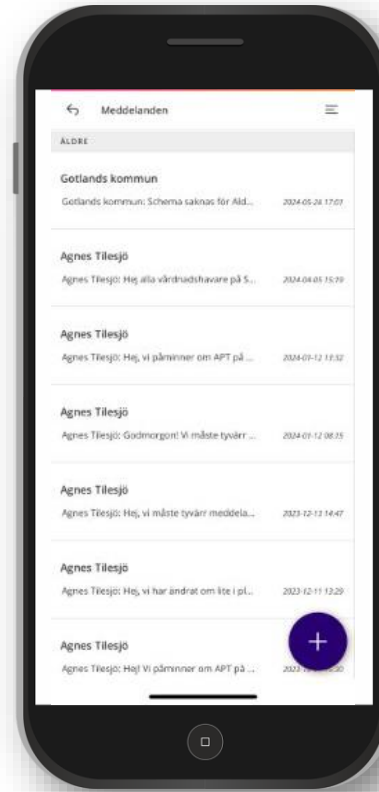 Meddelanden
ÄLDRE
Gotlands kommun
Gotlands kommun: Schema saknas för Ald... 2024-05-24 17:01
Agnes Tilesjö
Agnes Tilesjö: Hej alla vårdnadshavare på S... 2024-04-05 15:19
Agnes Tilesjö
Agnes Tilesjö: Hej, vi påminner om APT på ... 2024-01-12 13:32
Agnes Tilesjö
Agnes Tilesjö: Godmorgon! Vi måste tyvärr ... 2024-01-12 08:15
Agnes Tilesjö
Agnes Tilesjö: Hej, vi måste tyvärr meddela... 2023-12-13 14:47
Agnes Tilesjö
Agnes Tilesjö: Hej, vi har ändrat om lite i pl... 2023-12-11 13:29
Agnes Tilesjö
Agnes Tilesjö: Hej! Vi påminner om APT på ...